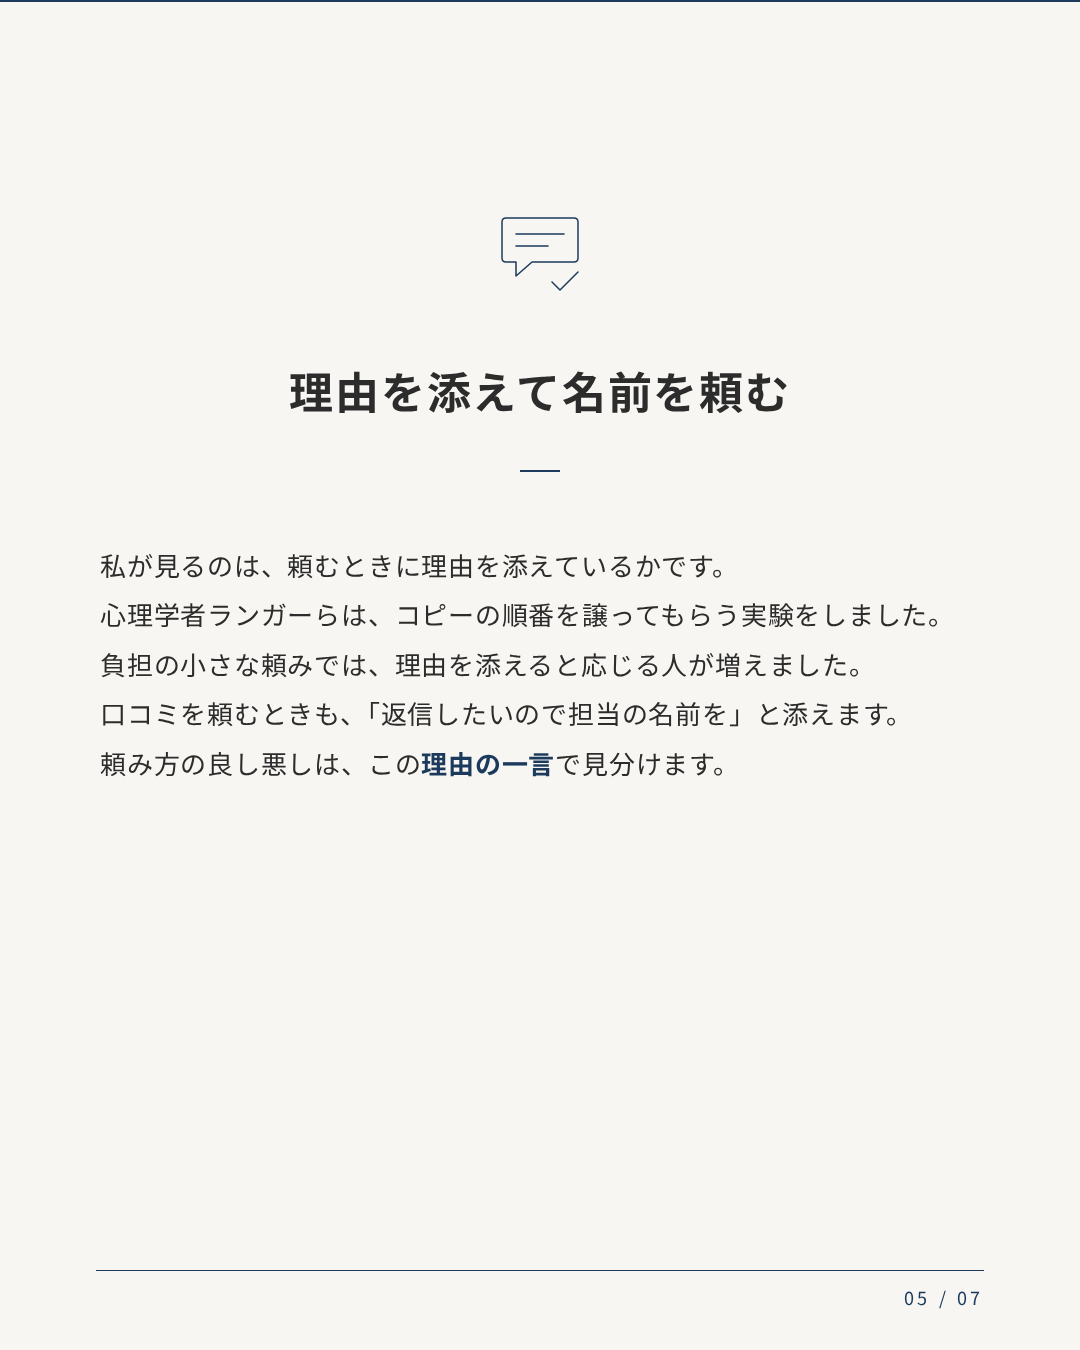 理由を添えて名前を頼む
私が見るのは、頼むときに理由を添えているかです。
心理学者ランガーらは、コピーの順番を譲ってもらう実験をしました。
負担の小さな頼みでは、理由を添えると応じる人が増えました。
口コミを頼むときも、「返信したいので担当の名前を」と添えます。
頼み方の良し悪しは、この理由の一言で見分けます。
05 / 07